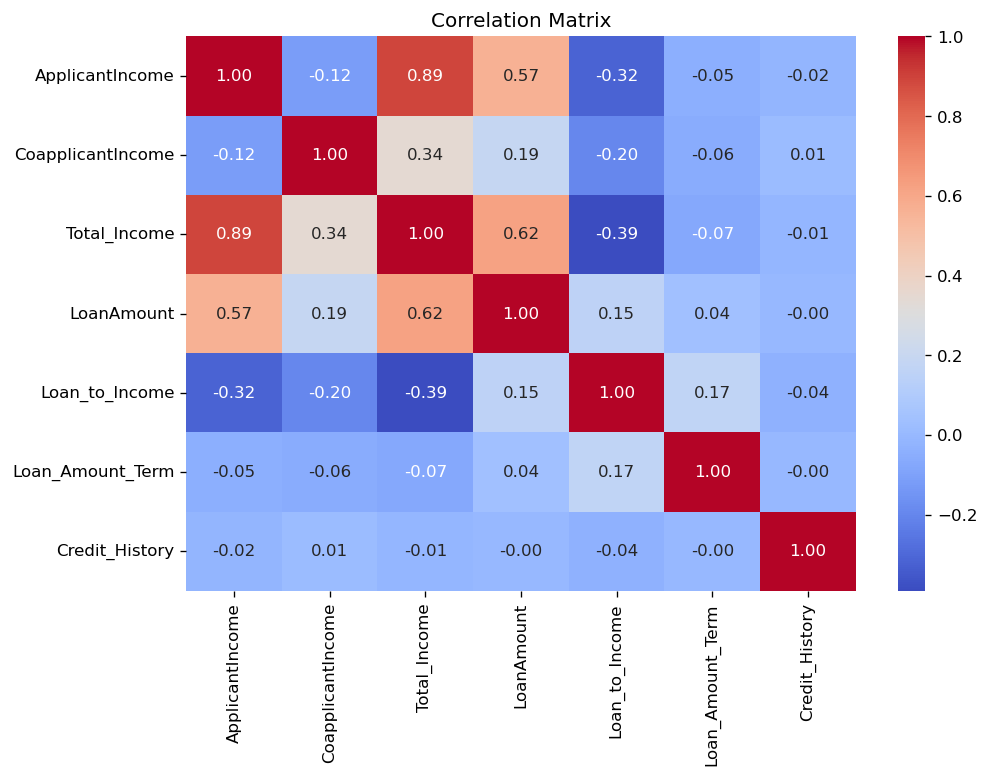 Correlation Matrix
ApplicantIncome 1.00 -0.12 0.89 0.57 -0.32 -0.05 -0.02
CoapplicantIncome -0.12 1.00 0.34 0.19 -0.20 -0.06 0.01
Total_Income 0.89 0.34 1.00 0.62 -0.39 -0.07 -0.01
LoanAmount 0.57 0.19 0.62 1.00 0.15 0.04 -0.00
Loan_to_Income -0.32 -0.20 -0.39 0.15 1.00 0.17 -0.04
Loan_Amount_Term -0.05 -0.06 -0.07 0.04 0.17 1.00 -0.00
Credit_History -0.02 0.01 -0.01 -0.00 -0.04 -0.00 1.00
ApplicantIncome
CoapplicantIncome
Total_Income
LoanAmount
Loan_to_Income
Loan_Amount_Term
Credit_History
1.0
0.8
0.6
0.4
0.2
0.0
−0.2